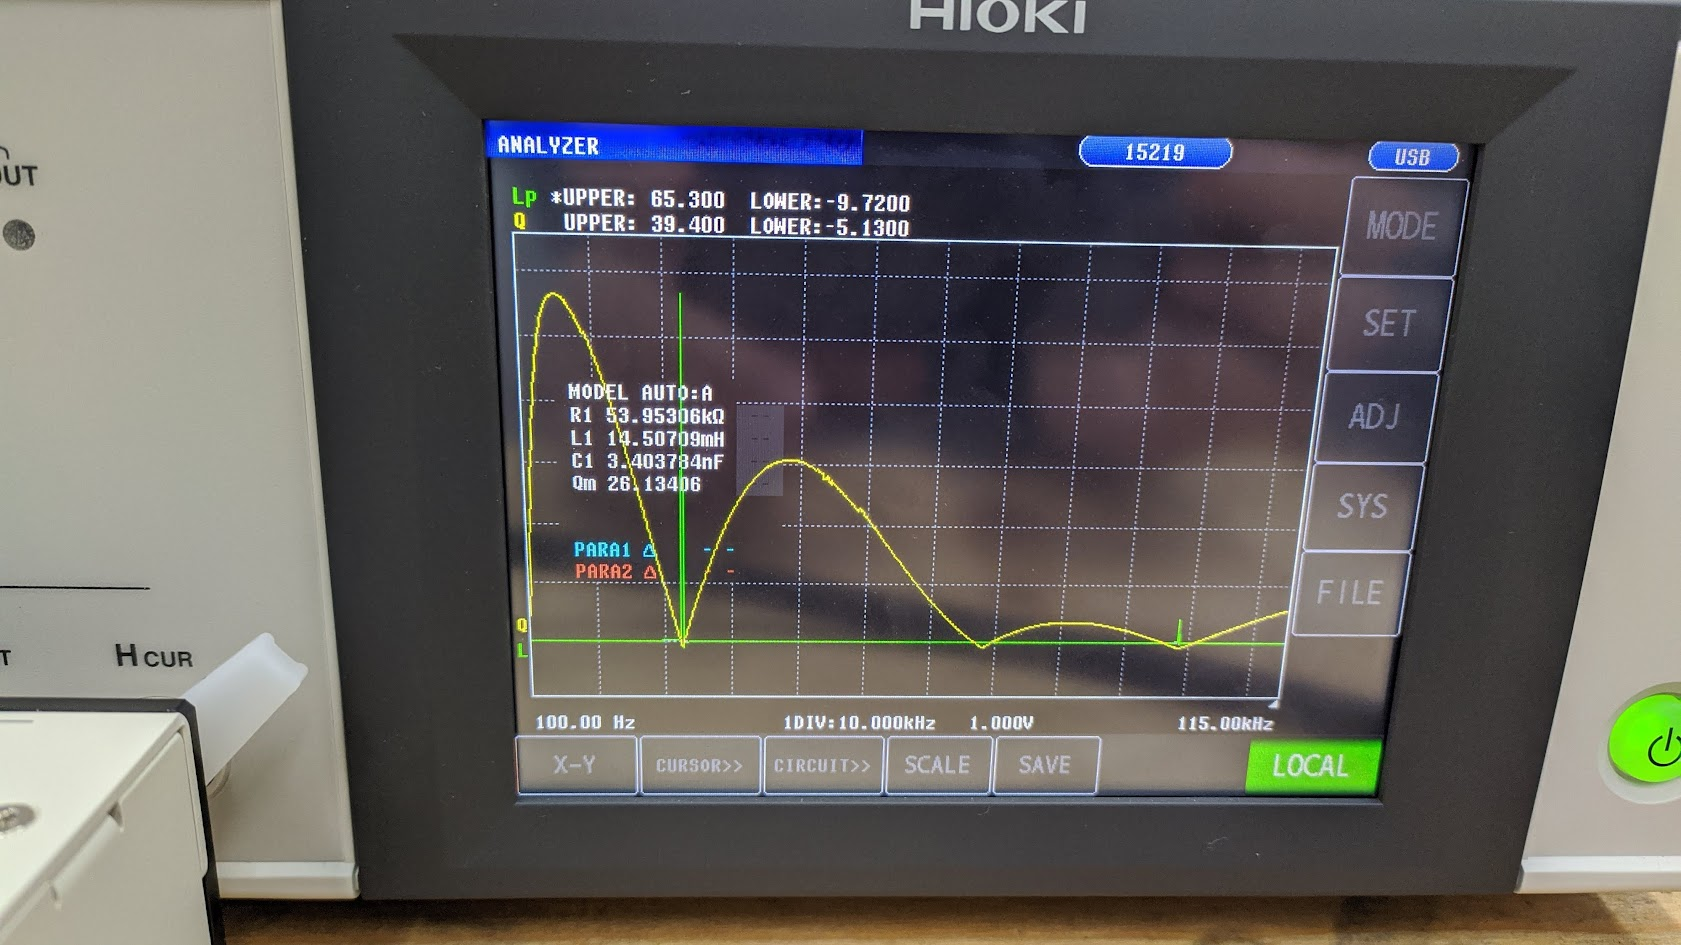 HIOKI
OUT
ANALYZER
15219
USB
Lp *UPPER: 65.300 LOWER:-9.7200
Q UPPER: 39.400 LOWER:-5.1300
MODE
SET
ADJ
SYS
FILE
MODEL AUTO:A
R1 53.95306kΩ
L1 14.50709mH
C1 3.403784nF
Qm 26.13406
PARA1 Δ - -
PARA2 Δ -
Q
L
HCUR
100.00 Hz 1DIV:10.000kHz 1.000V 115.00kHz
X-Y
CURSOR>>
CIRCUIT>>
SCALE
SAVE
LOCAL